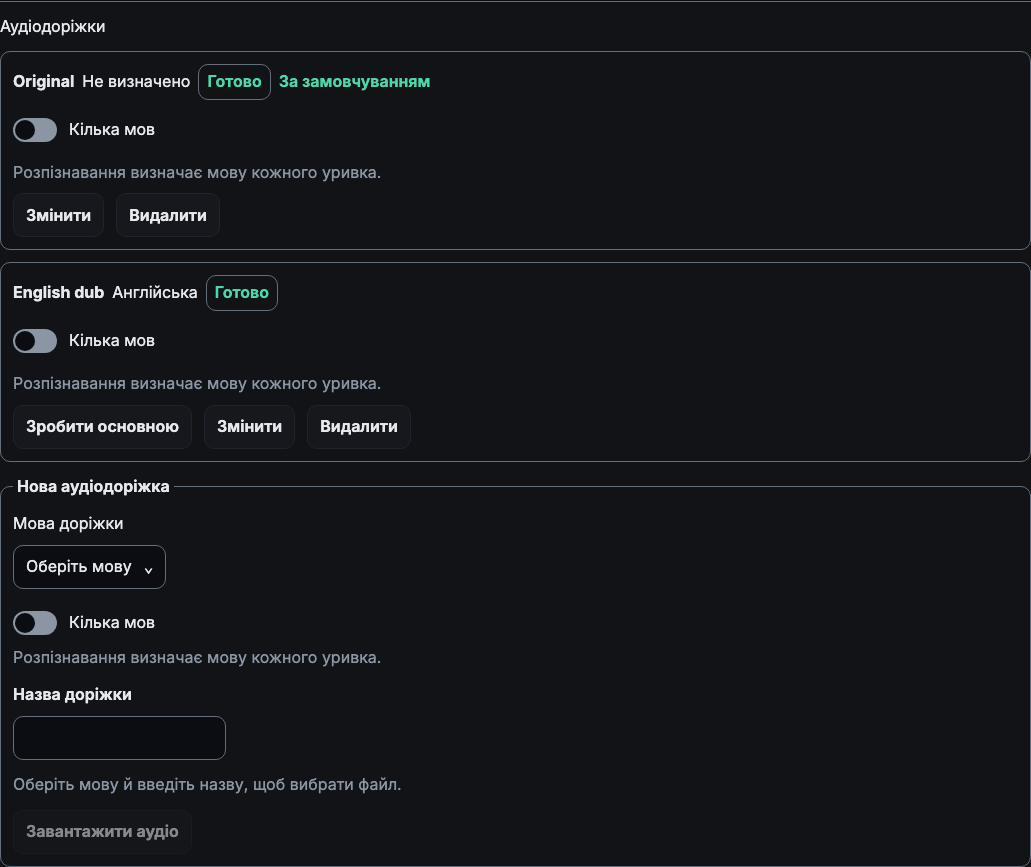 Аудіодоріжки
Original Не визначено Готово За замовчуванням
Кілька мов
Розпізнавання визначає мову кожного уривка.
Змінити Видалити
English dub Англійська Готово
Кілька мов
Розпізнавання визначає мову кожного уривка.
Зробити основною Змінити Видалити
Нова аудіодоріжка
Мова доріжки
Оберіть мову
Кілька мов
Розпізнавання визначає мову кожного уривка.
Назва доріжки
Оберіть мову й введіть назву, щоб вибрати файл.
Завантажити аудіо